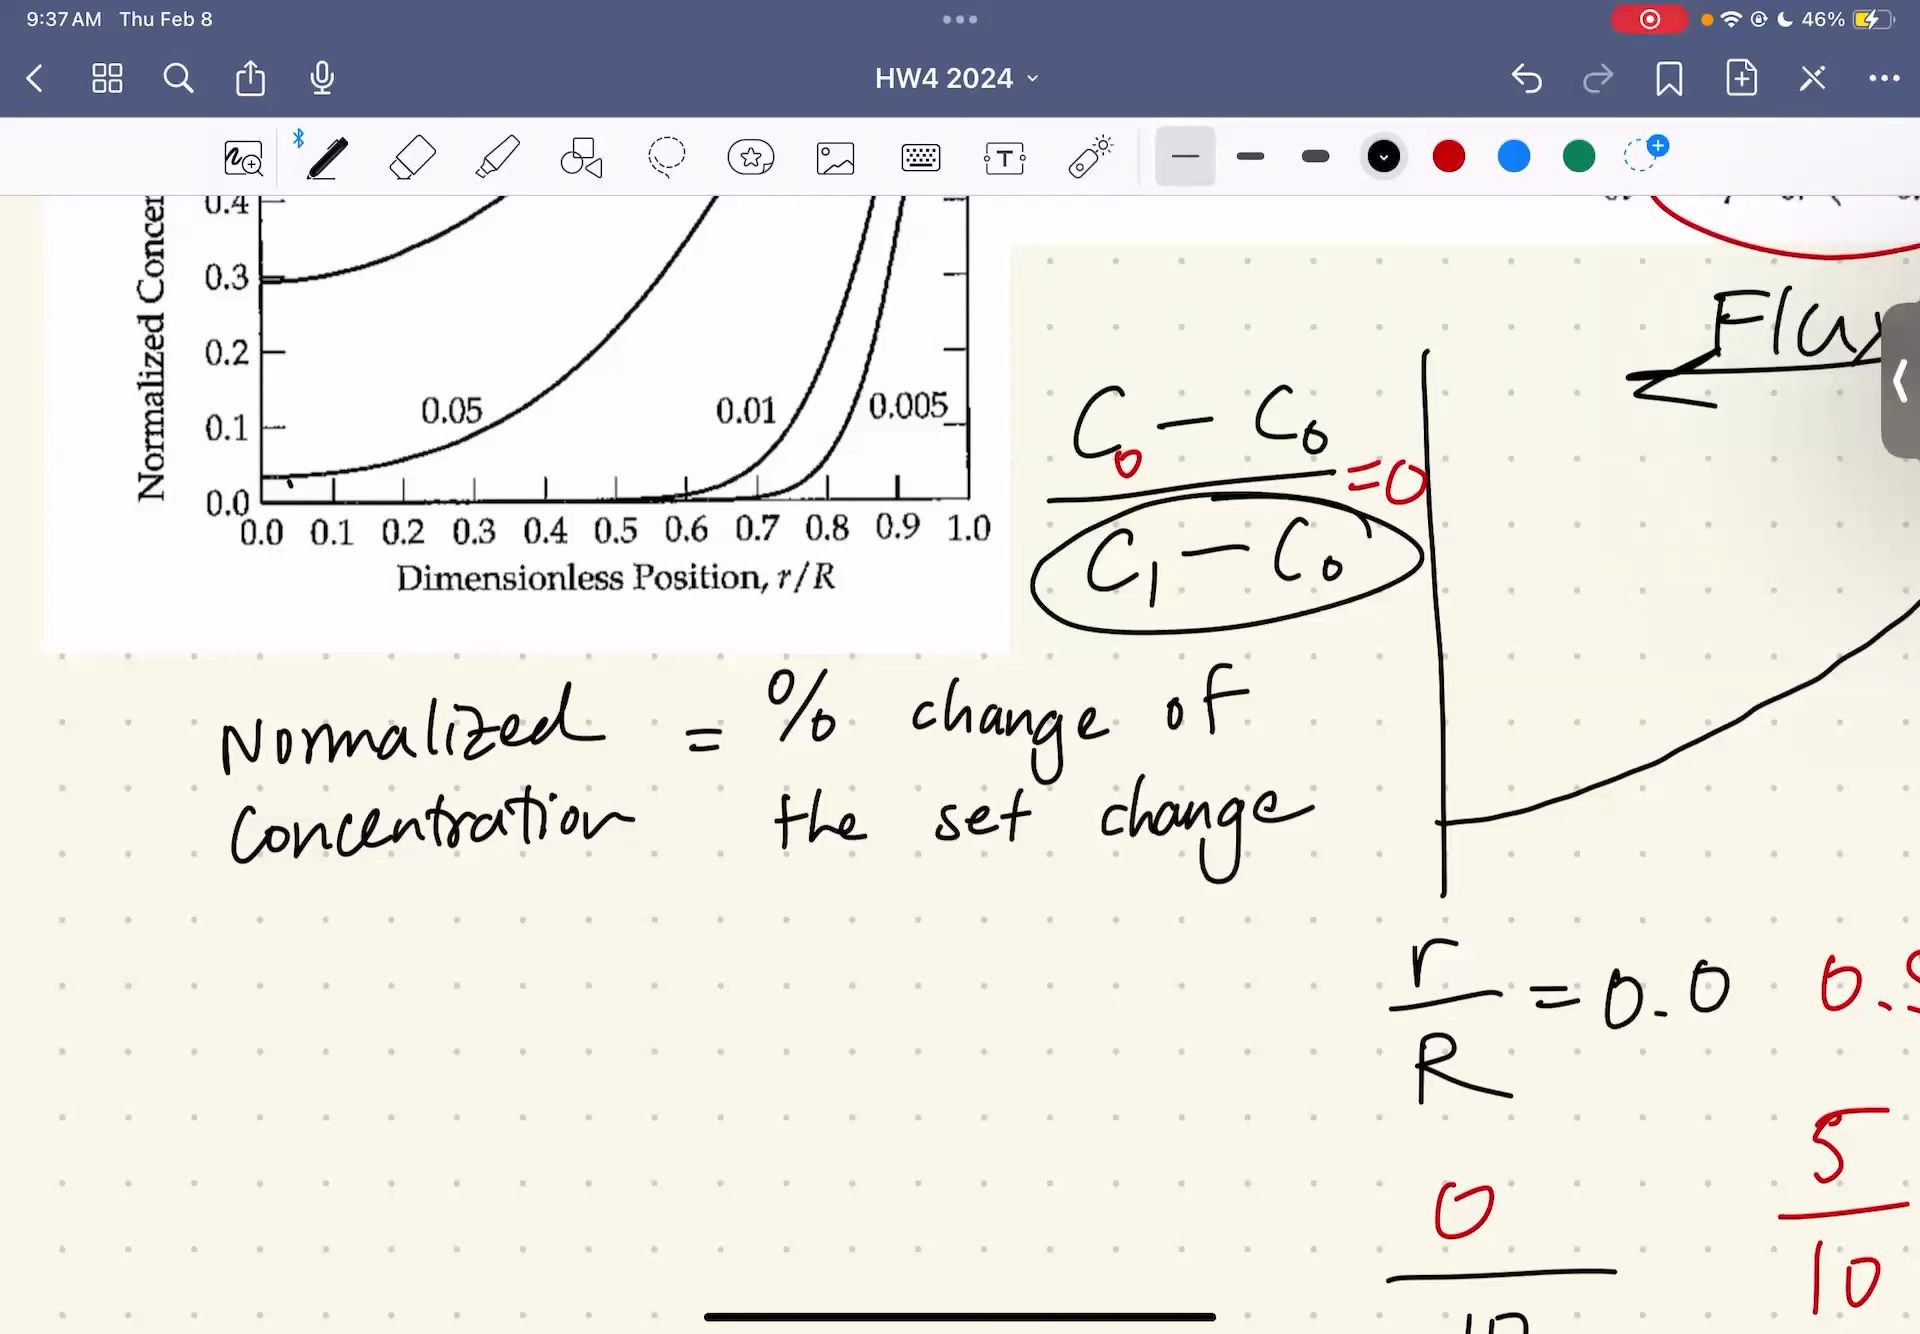 9:37 AM Thu Feb 8
46%
HW4 2024
T
Normalized Concer
0.4
0.3
0.2
0.1
0.0
0.05
0.01
0.005
0.0 0.1 0.2 0.3 0.4 0.5 0.6 0.7 0.8 0.9 1.0
Dimensionless Position, r/R
Flux
C₀ – C₀
=0
C₁ – C₀
Normalized = % change of
Concentration the set change
r
= 0.0
R
0
5
10